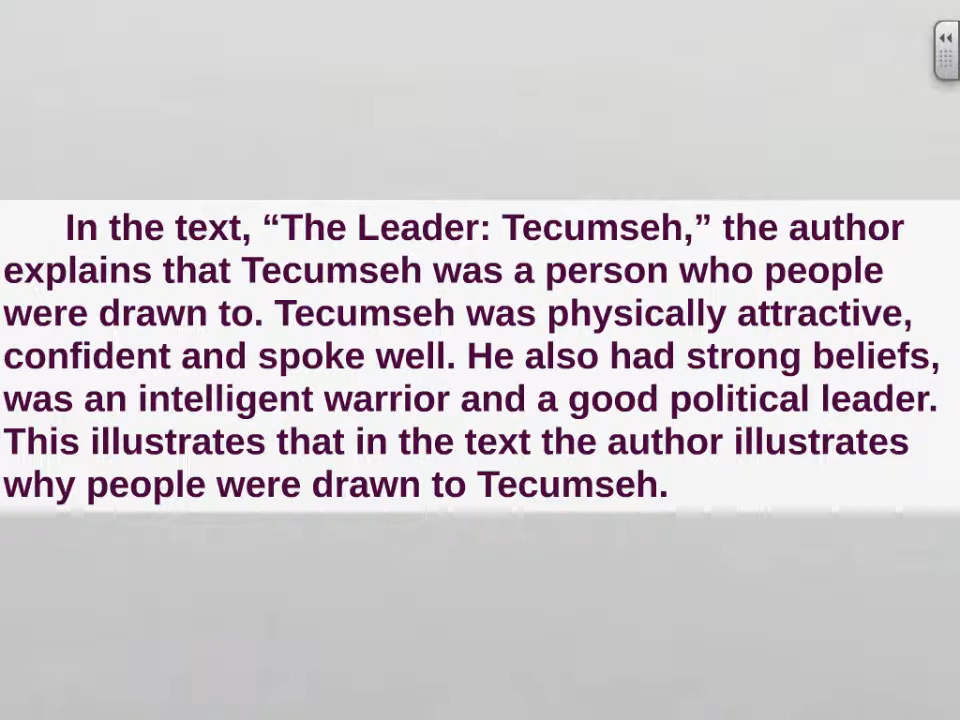 In the text, “The Leader: Tecumseh,” the author
explains that Tecumseh was a person who people
were drawn to. Tecumseh was physically attractive,
confident and spoke well. He also had strong beliefs,
was an intelligent warrior and a good political leader.
This illustrates that in the text the author illustrates
why people were drawn to Tecumseh.